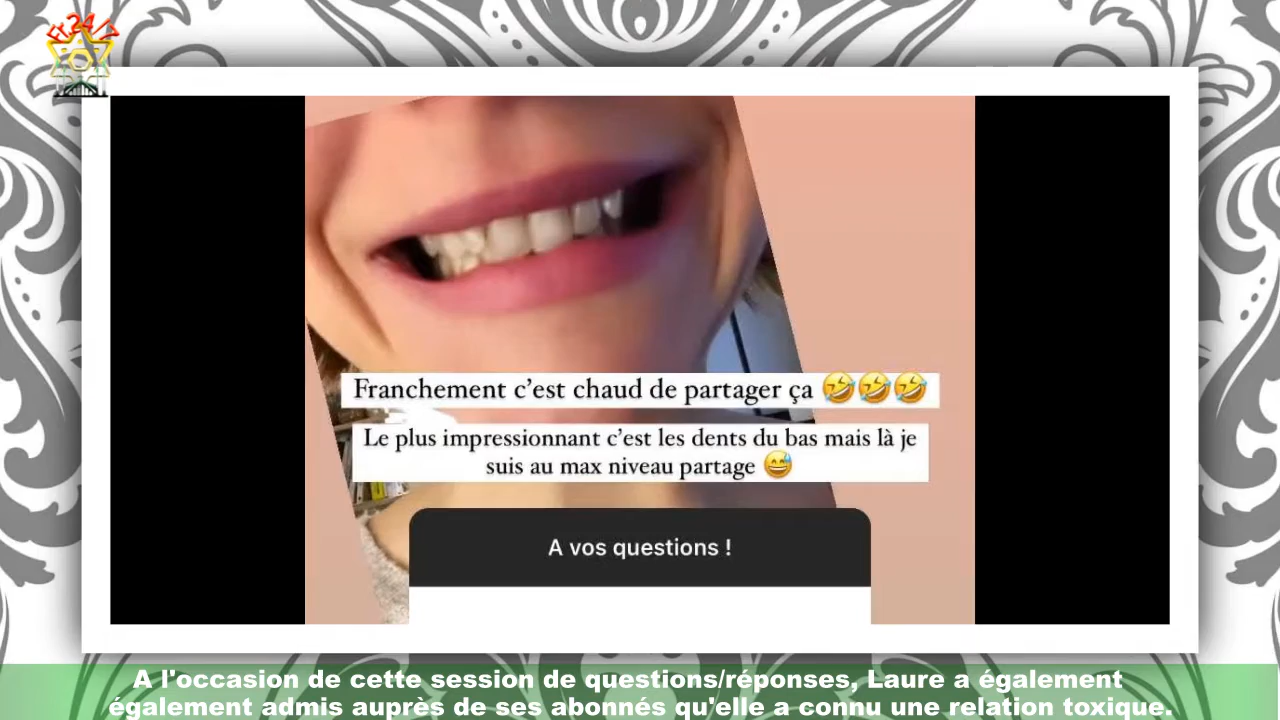 Fr24/7
Franchement c’est chaud de partager ça 🤣🤣🤣
Le plus impressionnant c’est les dents du bas mais là je
suis au max niveau partage 😅
A vos questions !
A l'occasion de cette session de questions/réponses, Laure a également
également admis auprès de ses abonnés qu'elle a connu une relation toxique.